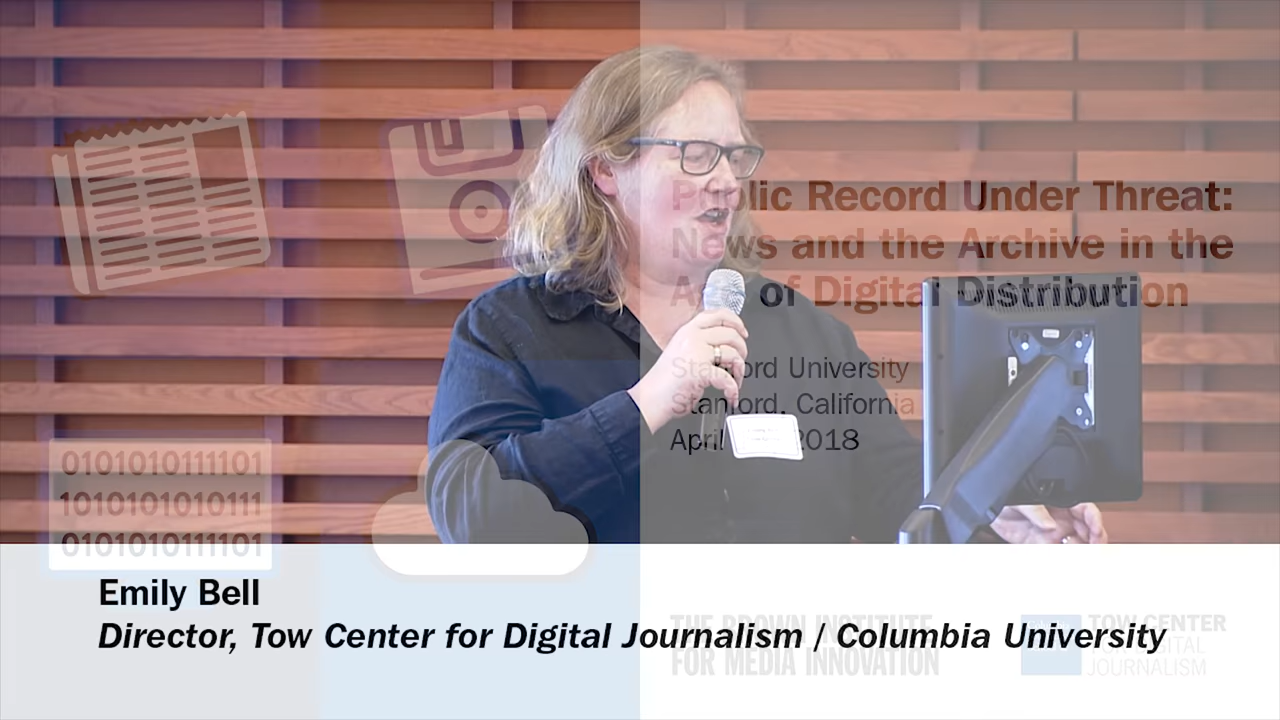 Public Record Under Threat:
News and the Archive in the
Age of Digital Distribution
Stanford University
Stanford, California
April 2018
0101010111101
1010101010111
0101010111101
Emily Bell
Director, Tow Center for Digital Journalism / Columbia University
THE BROWN INSTITUTE
FOR MEDIA INNOVATION
TOW CENTER
FOR DIGITAL
JOURNALISM